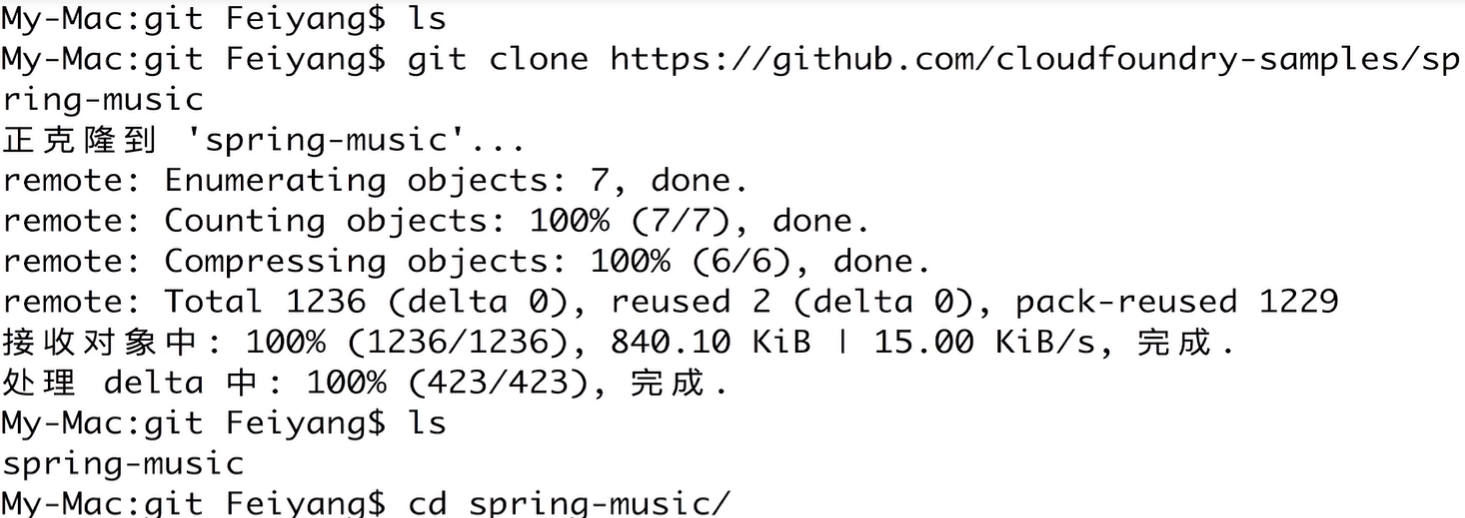 My-Mac:git Feiyang$ ls
My-Mac:git Feiyang$ git clone https://github.com/cloudfoundry-samples/sp
ring-music
正克隆到 'spring-music'...
remote: Enumerating objects: 7, done.
remote: Counting objects: 100% (7/7), done.
remote: Compressing objects: 100% (6/6), done.
remote: Total 1236 (delta 0), reused 2 (delta 0), pack-reused 1229
接收对象中: 100% (1236/1236), 840.10 KiB | 15.00 KiB/s, 完成.
处理 delta 中: 100% (423/423), 完成.
My-Mac:git Feiyang$ ls
spring-music
My-Mac:git Feiyang$ cd spring-music/